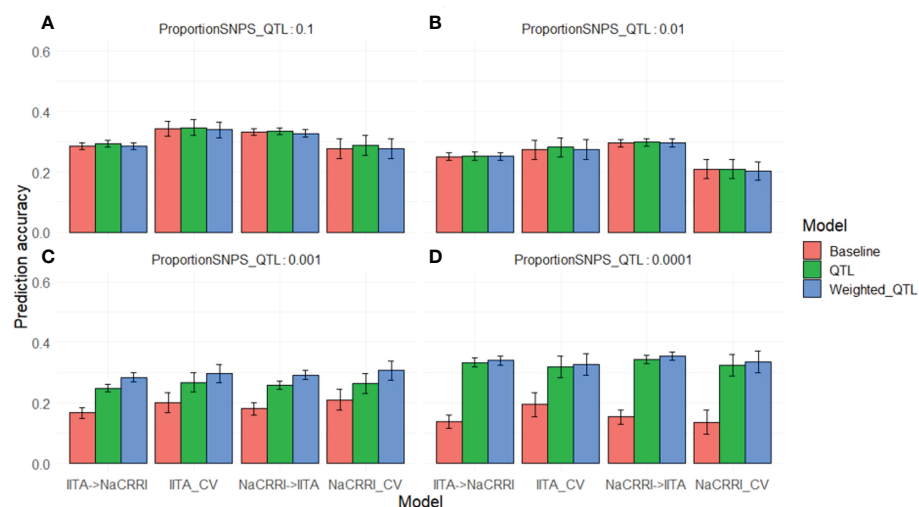 A
ProportionSNPS_QTL: 0.1
B
ProportionSNPS_QTL: 0.01
0.6
0.4
0.2
0.0
C
ProportionSNPS_QTL: 0.001
D
ProportionSNPS_QTL: 0.0001
0.6
0.4
0.2
0.0
Prediction accuracy
IITA->NaCRRI IITA_CV NaCRRI->IITA NaCRRI_CV
IITA->NaCRRI IITA_CV NaCRRI->IITA NaCRRI_CV
Model
Model
Baseline
QTL
Weighted_QTL